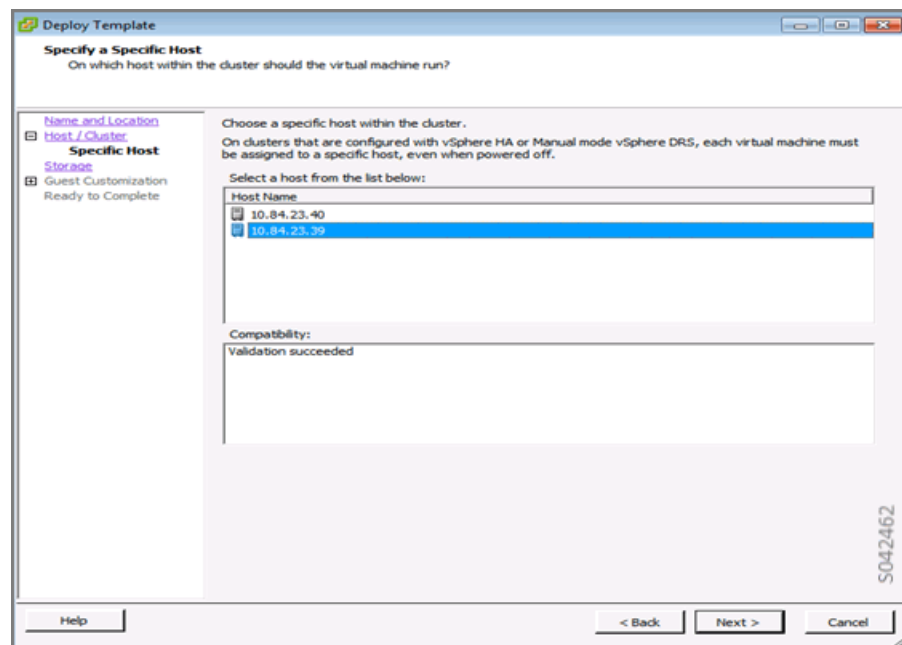 Deploy Template
Specify a Specific Host
On which host within the cluster should the virtual machine run?
Name and Location
Host / Cluster
Specific Host
Storage
Guest Customization
Ready to Complete
Choose a specific host within the cluster.
On clusters that are configured with vSphere HA or Manual mode vSphere DRS, each virtual machine must
be assigned to a specific host, even when powered off.
Select a host from the list below:
Host Name
10.84.23.40
10.84.23.39
Compatibility:
Validation succeeded
S042462
Help
< Back
Next >
Cancel